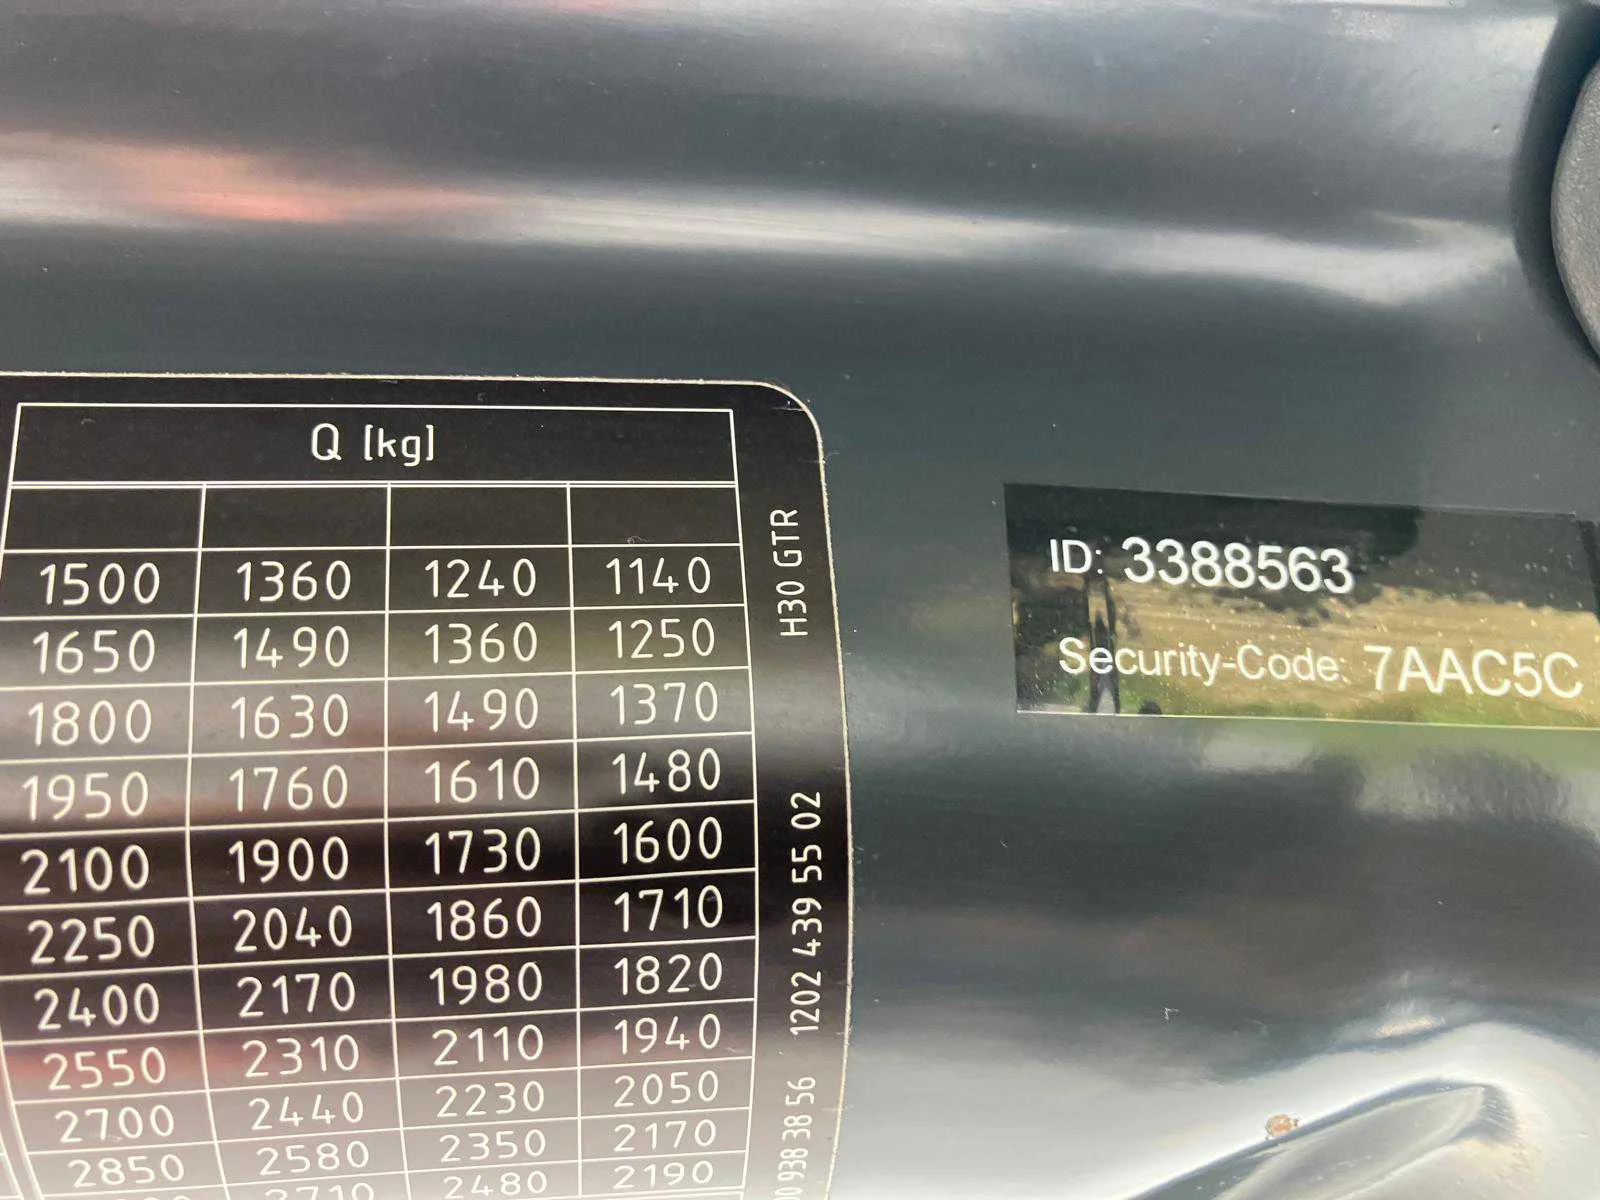 Q [kg]
1500 1360 1240 1140
1650 1490 1360 1250
1800 1630 1490 1370
1950 1760 1610 1480
2100 1900 1730 1600
2250 2040 1860 1710
2400 2170 1980 1820
2550 2310 2110 1940
2700 2440 2230 2050
2850 2580 2350 2170
2710 2480 2190
H30 GTR
1202 439 55 02
938 38 56
ID: 3388563
Security-Code: 7AAC5C